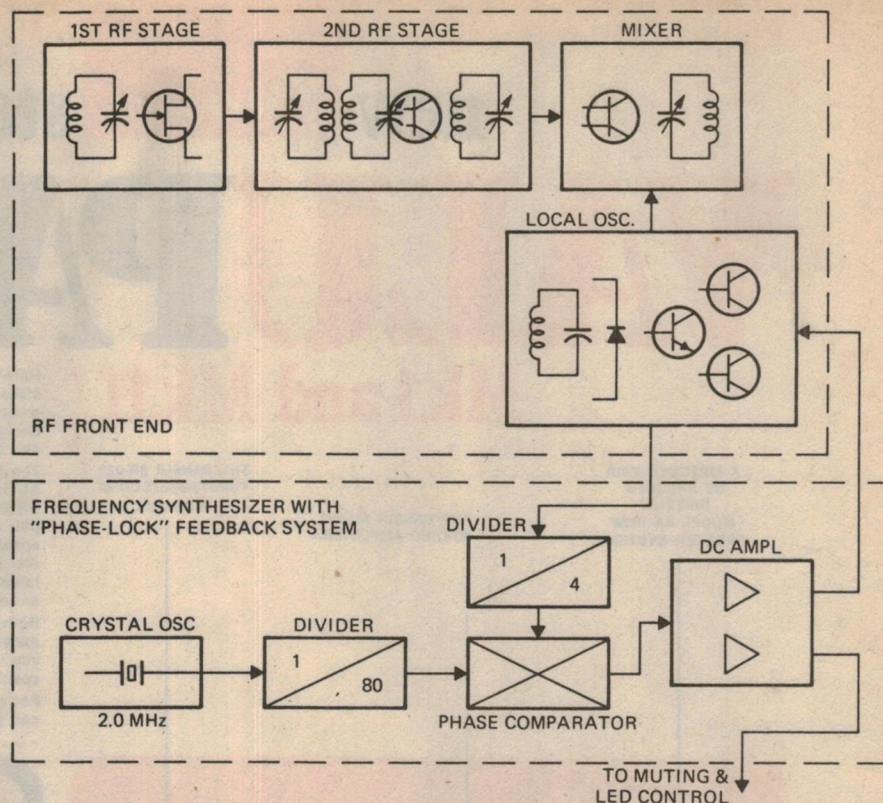 1ST RF STAGE
2ND RF STAGE
MIXER
LOCAL OSC.
RF FRONT END
FREQUENCY SYNTHESIZER WITH
"PHASE-LOCK" FEEDBACK SYSTEM
DIVIDER
1
4
DC AMPL
CRYSTAL OSC
2.0 MHz
DIVIDER
1
80
PHASE COMPARATOR
TO MUTING &
LED CONTROL